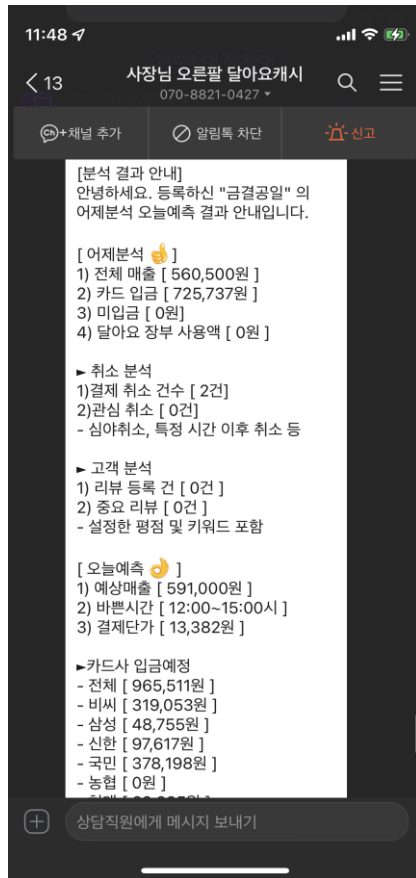 11:48
13
사장님 오른팔 달아요캐시
070-8821-0427
Ch+채널 추가
알림톡 차단
신고
[분석 결과 안내]
안녕하세요. 등록하신 "금결공일" 의
어제분석 오늘예측 결과 안내입니다.
[ 어제분석 👍 ]
1) 전체 매출 [ 560,500원 ]
2) 카드 입금 [ 725,737원 ]
3) 미입금 [ 0원]
4) 달아요 장부 사용액 [ 0원 ]
► 취소 분석
1)결제 취소 건수 [ 2건]
2)관심 취소 [ 0건]
- 심야취소, 특정 시간 이후 취소 등
► 고객 분석
1) 리뷰 등록 건 [ 0건 ]
2) 중요 리뷰 [ 0건 ]
- 설정한 평점 및 키워드 포함
[ 오늘예측 👌 ]
1) 예상매출 [ 591,000원 ]
2) 바쁜시간 [ 12:00~15:00시 ]
3) 결제단가 [ 13,382원 ]
►카드사 입금예정
- 전체 [ 965,511원 ]
- 비씨 [ 319,053원 ]
- 삼성 [ 48,755원 ]
- 신한 [ 97,617원 ]
- 국민 [ 378,198원 ]
- 농협 [ 0원 ]
상담직원에게 메시지 보내기